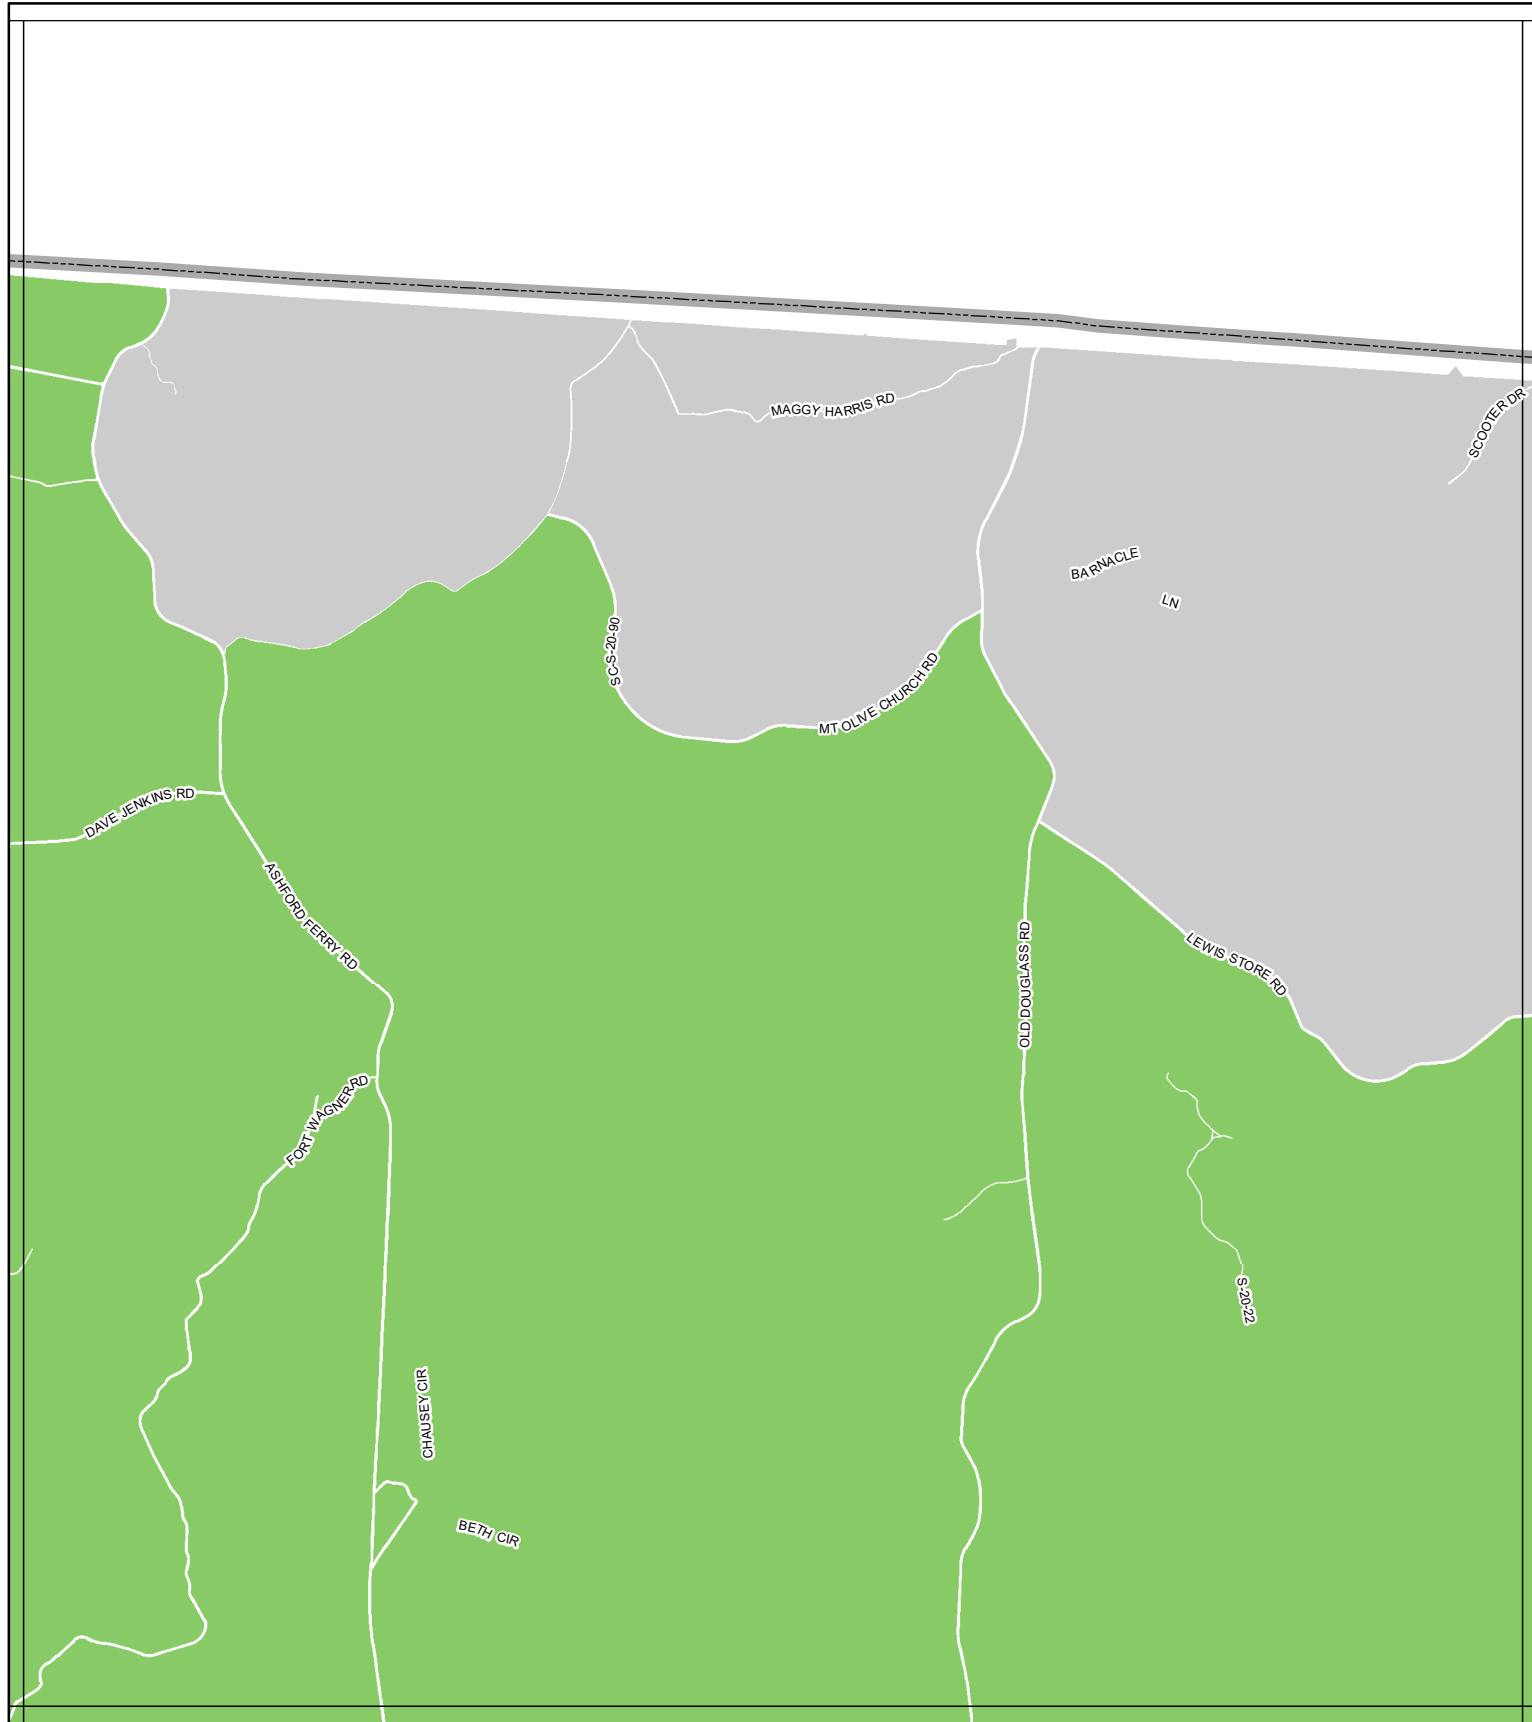 MAGGY HARRIS RD
SCOOTER DR
BARNACLE
LN
SC-S-20-90
MT OLIVE CHURCH RD
DAVE JENKINS RD
ASHFORD FERRY RD
OLD DOUGLASS RD
LEWIS STORE RD
FORT WAGNER RD
S-20-22
CHAUSEY CIR
BETH CIR